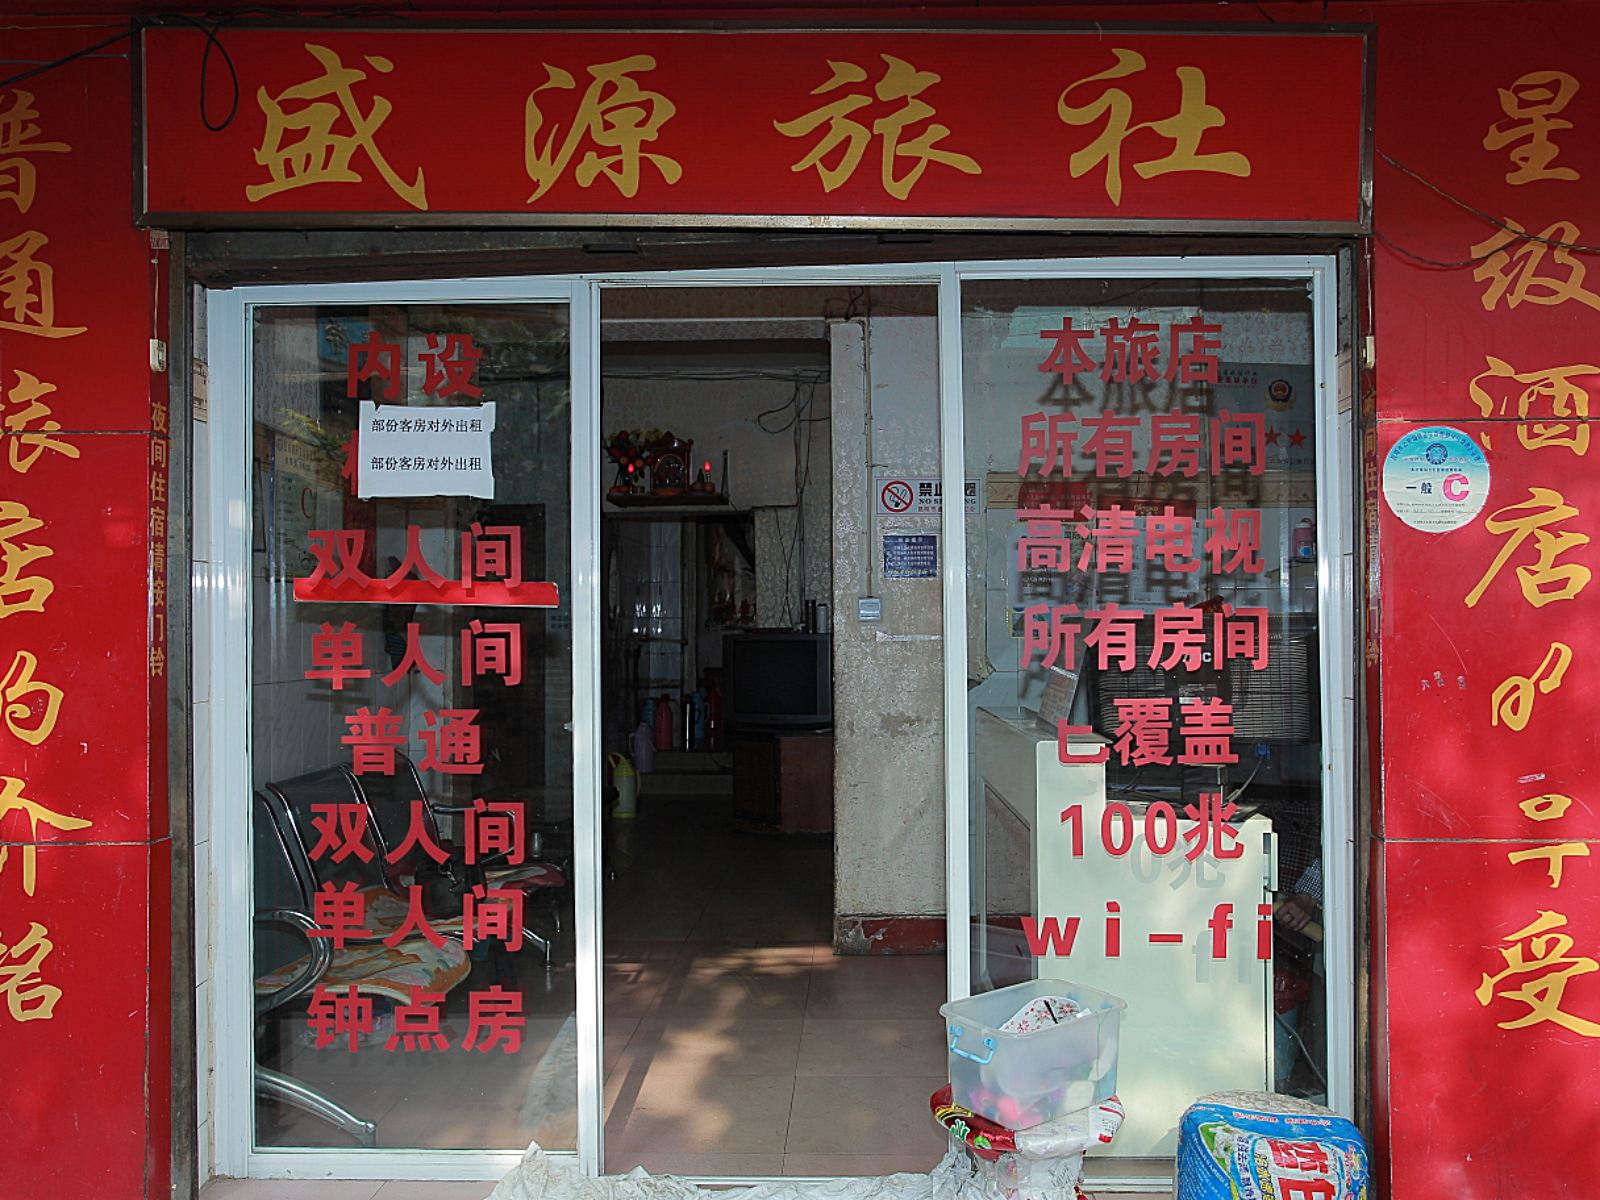 盛源旅社
普通旅店的价铭
星级酒店的享受
夜间住宿请按门铃
内设
部份客房对外出租
部份客房对外出租
双人间
单人间
普通
双人间
单人间
钟点房
本旅店
所有房间
高清电视
所有房间
覆盖
100兆
wi-fi
禁止
NO SM NG
一般 C